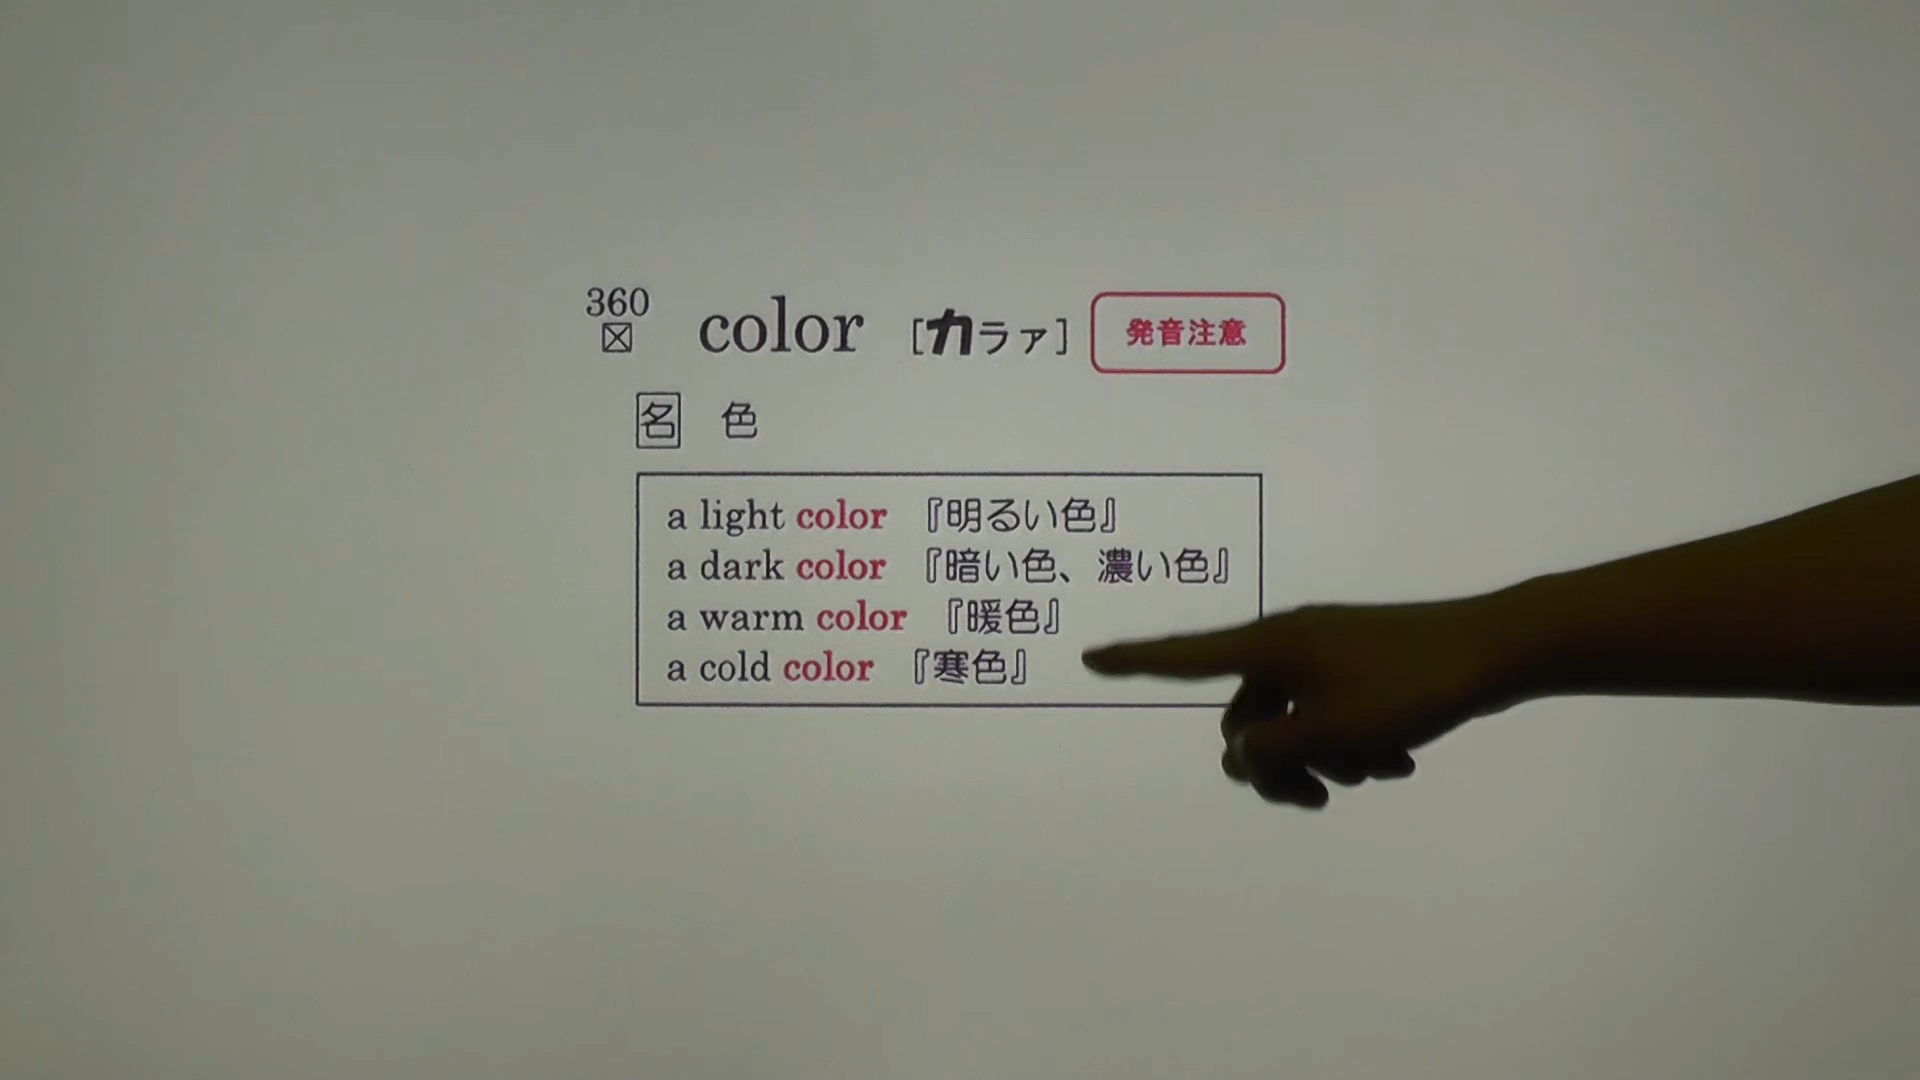 360
☒ color [カラァ] 発音注意
名 色
a light color 『明るい色』
a dark color 『暗い色、濃い色』
a warm color 『暖色』
a cold color 『寒色』